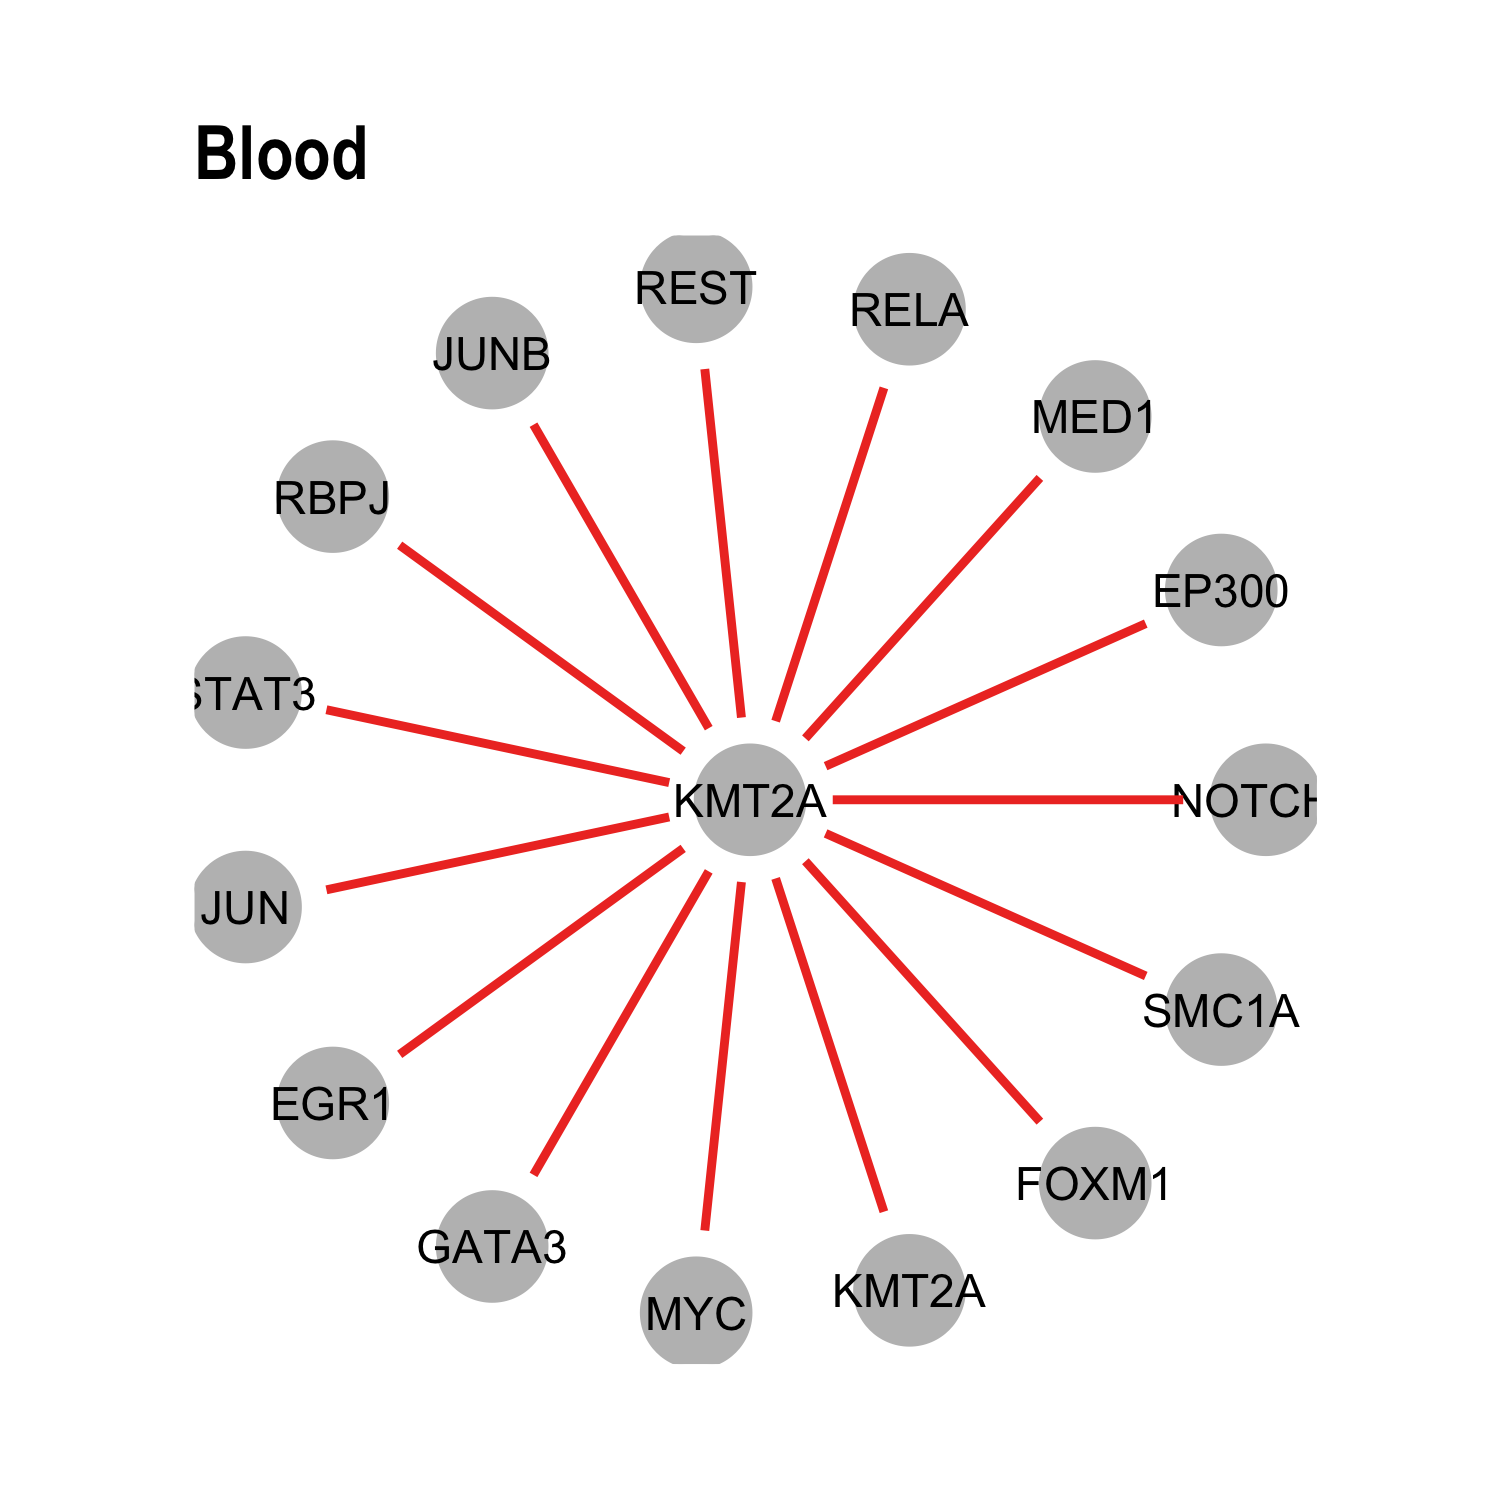 Blood
REST
RELA
JUNB
MED1
RBPJ
EP300
STAT3
KMT2A
NOTCH
JUN
SMC1A
EGR1
FOXM1
GATA3
KMT2A
MYC